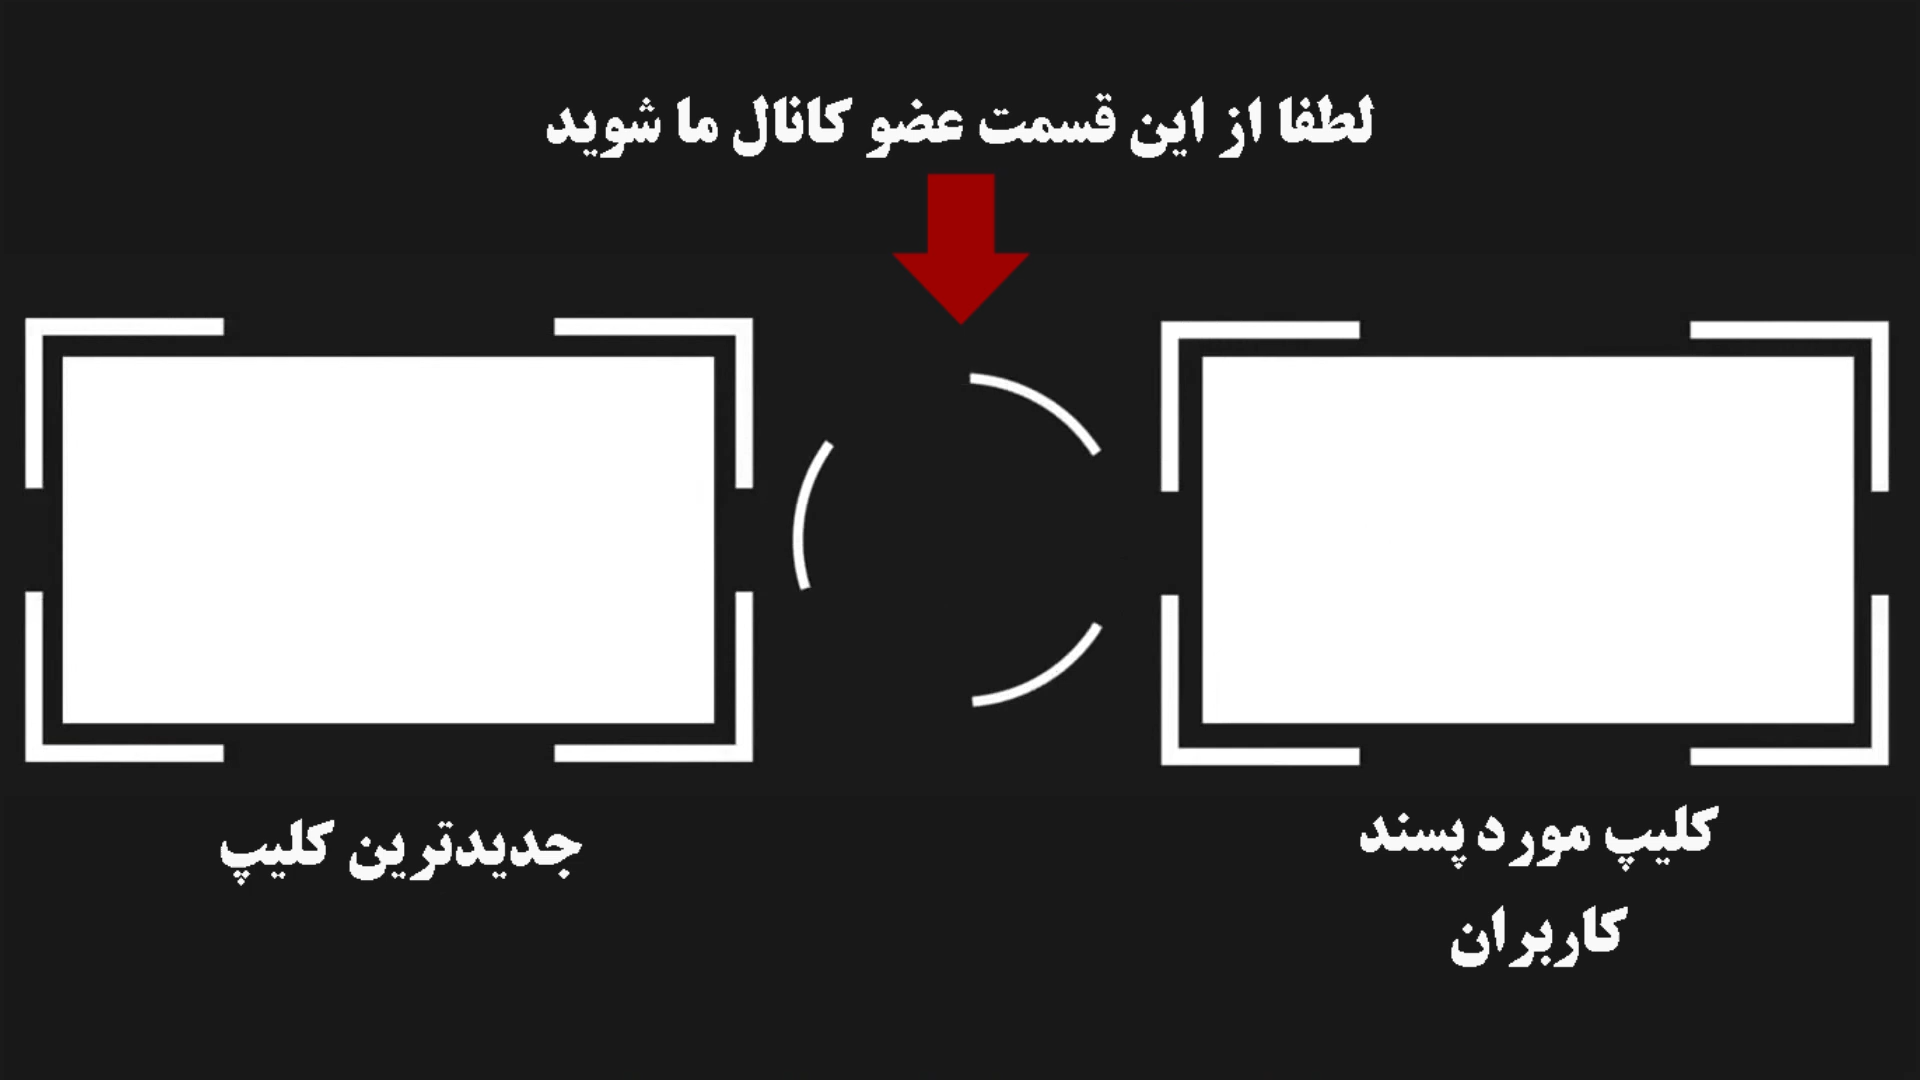 لطفا از این قسمت عضو کانال ما شوید
کلیپ مورد پسند
کاربران
جدیدترین کلیپ